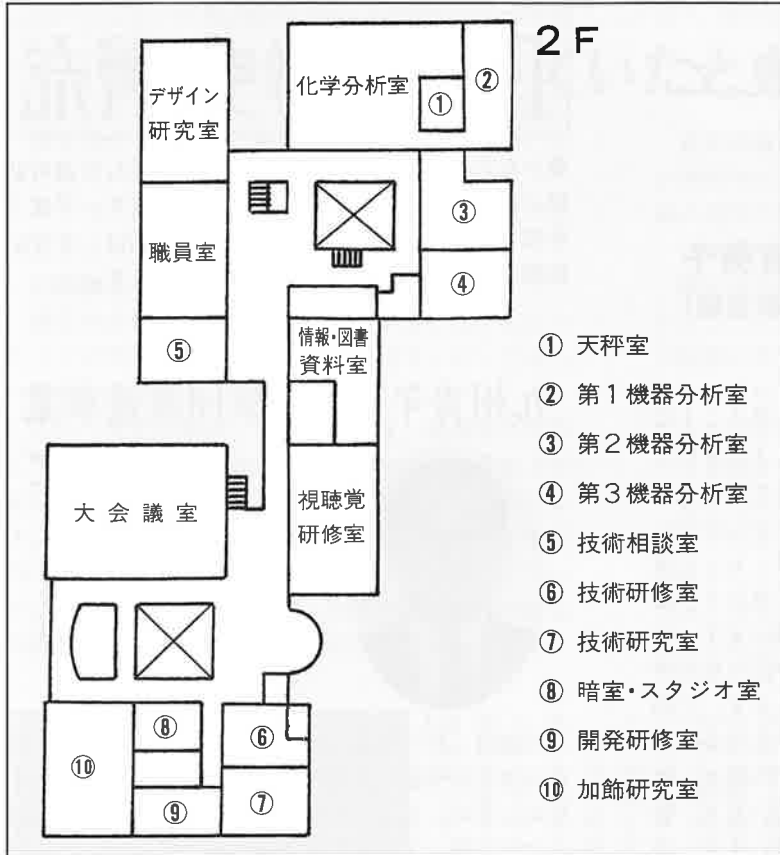 2F
デザイン
研究室
化学分析室
①
②
職員室
③
④
⑤
情報・図書
資料室
大会議室
視聴覚
研修室
⑧
⑥
⑩
⑨
⑦
① 天秤室
② 第1機器分析室
③ 第2機器分析室
④ 第3機器分析室
⑤ 技術相談室
⑥ 技術研修室
⑦ 技術研究室
⑧ 暗室・スタジオ室
⑨ 開発研修室
⑩ 加飾研究室